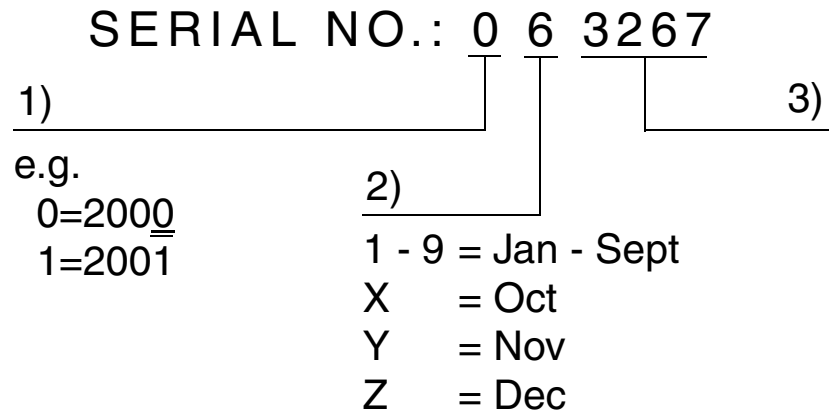 SERIAL NO.: 0 6 3267
1) 3)
e.g.
0=2000
1=2001
2)
1 - 9 = Jan - Sept
X = Oct
Y = Nov
Z = Dec